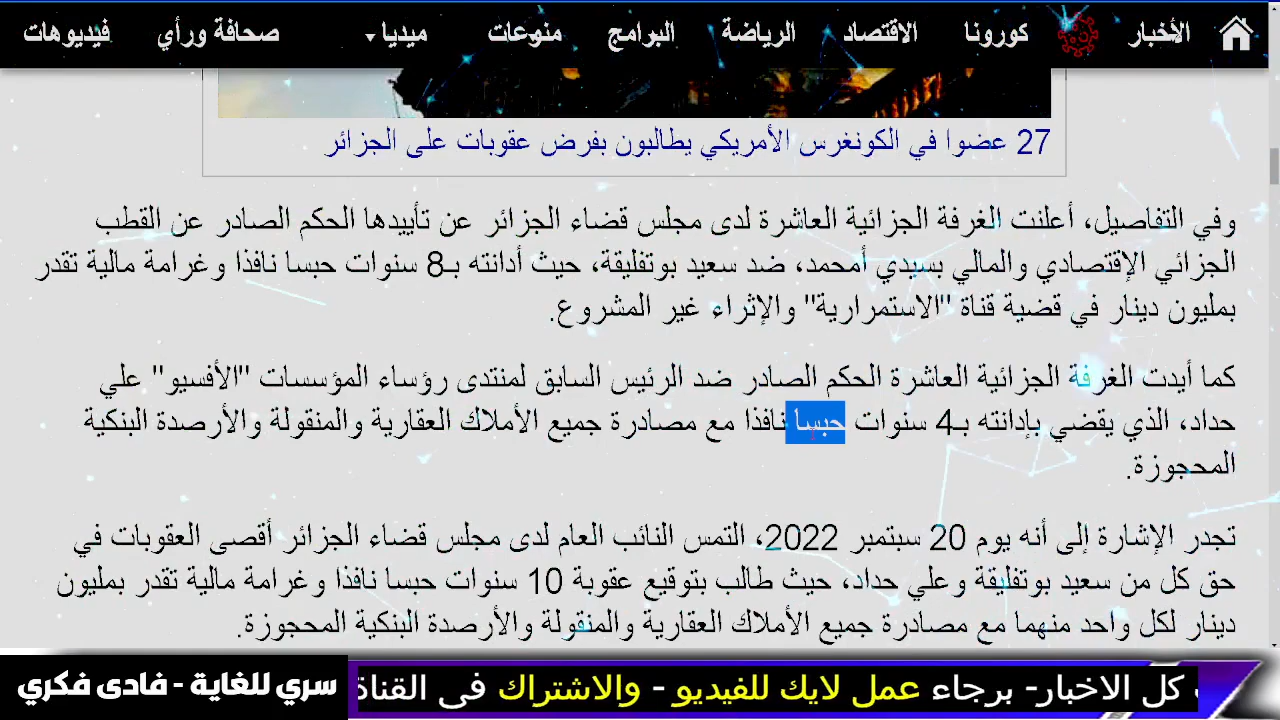 الأخبار كورونا الاقتصاد الرياضة البرامج منوعات ميديا صحافة ورأي فيديوهات
27 عضوا في الكونغرس الأمريكي يطالبون بفرض عقوبات على الجزائر
وفي التفاصيل، أعلنت الغرفة الجزائية العاشرة لدى مجلس قضاء الجزائر عن تأييدها الحكم الصادر عن القطب
الجزائي الإقتصادي والمالي بسيدي أمحمد، ضد سعيد بوتفليقة، حيث أدانته بـ8 سنوات حبسا نافذا وغرامة مالية تقدر
بمليون دينار في قضية قناة "الاستمرارية" والإثراء غير المشروع.
كما أيدت الغرفة الجزائية العاشرة الحكم الصادر ضد الرئيس السابق لمنتدى رؤساء المؤسسات "الأفسيو" علي
حداد، الذي يقضي بإدانته بـ4 سنوات حبسا نافذا مع مصادرة جميع الأملاك العقارية والمنقولة والأرصدة البنكية
المحجوزة.
تجدر الإشارة إلى أنه يوم 20 سبتمبر 2022، التمس النائب العام لدى مجلس قضاء الجزائر أقصى العقوبات في
حق كل من سعيد بوتفليقة وعلي حداد، حيث طالب بتوقيع عقوبة 10 سنوات حبسا نافذا وغرامة مالية تقدر بمليون
دينار لكل واحد منهما مع مصادرة جميع الأملاك العقارية والمنقولة والأرصدة البنكية المحجوزة.
كل الاخبار- برجاء عمل لايك للفيديو - والاشتراك فى القناة
سري للغاية - فادى فكري